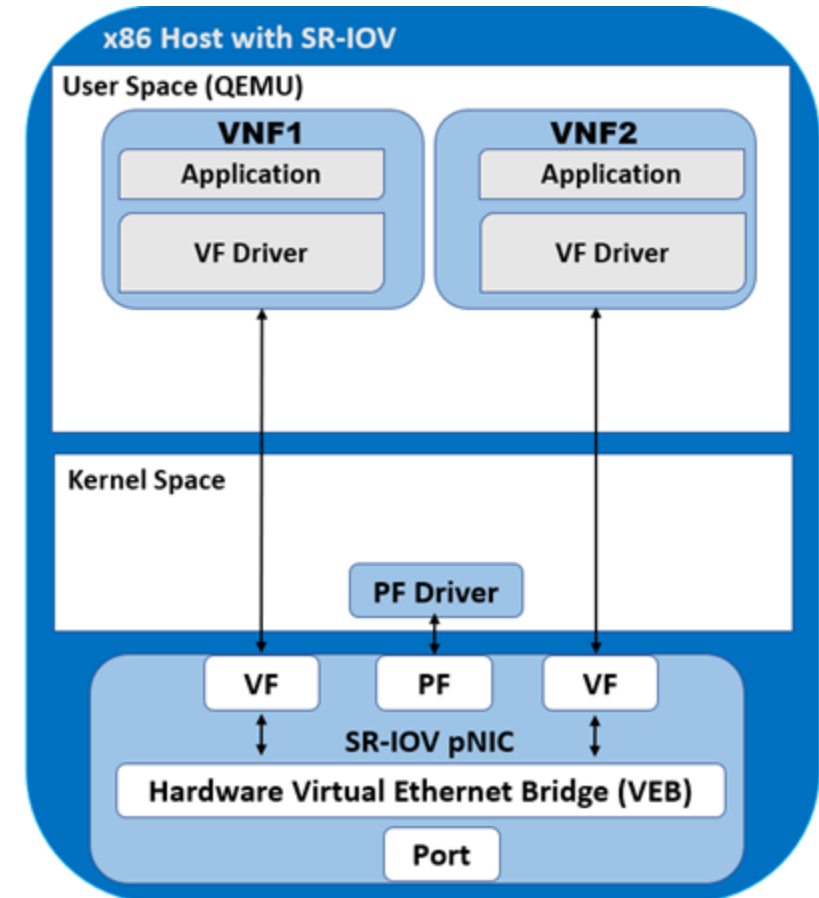 x86 Host with SR-IOV
User Space (QEMU)
VNF1
Application
VF Driver
VNF2
Application
VF Driver
Kernel Space
PF Driver
VF
PF
VF
SR-IOV pNIC
Hardware Virtual Ethernet Bridge (VEB)
Port